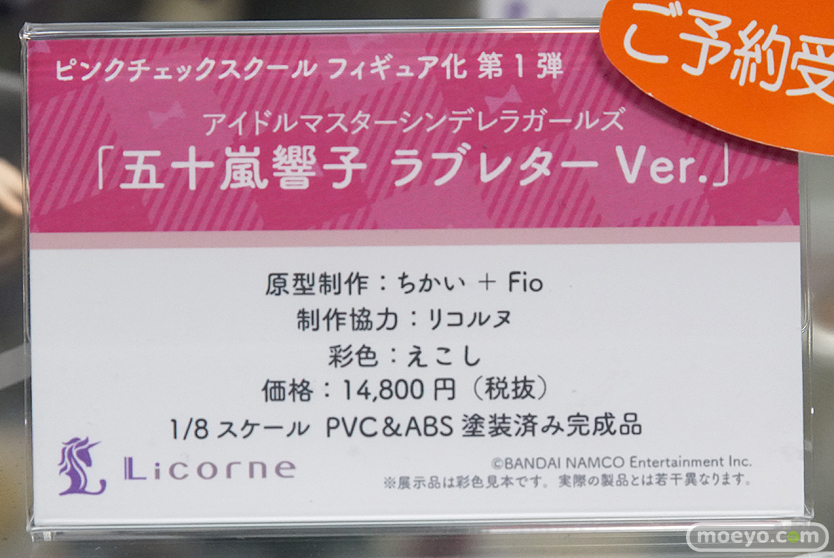 ご予約受
ピンクチェックスクール フィギュア化 第1弾
アイドルマスターシンデレラガールズ
「五十嵐響子 ラブレター Ver.」
原型制作：ちかい + Fio
制作協力：リコルヌ
彩色：えこし
価格：14,800円（税抜）
1/8スケール PVC&ABS塗装済み完成品
Licorne
©BANDAI NAMCO Entertainment Inc.
※展示品は彩色見本です。実際の製品とは若干異なります。
moeyo.com